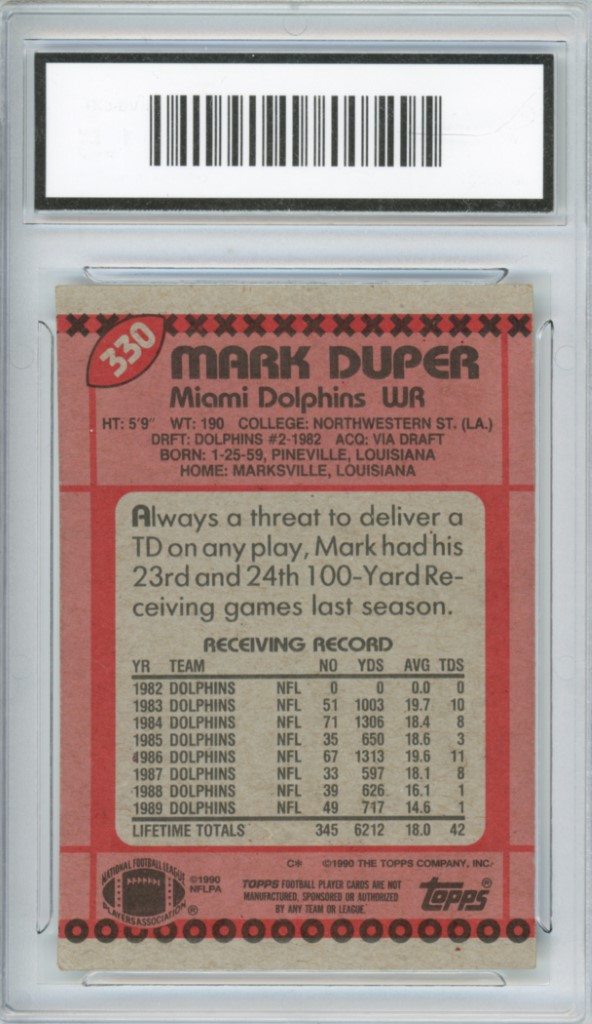 330
MARK DUPER
Miami Dolphins WR
HT: 5'9" WT: 190 COLLEGE: NORTHWESTERN ST. (LA.)
DRFT: DOLPHINS #2-1982 ACQ: VIA DRAFT
BORN: 1-25-59, PINEVILLE, LOUISIANA
HOME: MARKSVILLE, LOUISIANA
Always a threat to deliver a
TD on any play, Mark had his
23rd and 24th 100-Yard Re-
ceiving games last season.
RECEIVING RECORD
YR TEAM NO YDS AVG TDS
1982 DOLPHINS NFL 0 0 0.0 0
1983 DOLPHINS NFL 51 1003 19.7 10
1984 DOLPHINS NFL 71 1306 18.4 8
1985 DOLPHINS NFL 35 650 18.6 3
1986 DOLPHINS NFL 67 1313 19.6 11
1987 DOLPHINS NFL 33 597 18.1 8
1988 DOLPHINS NFL 39 626 16.1 1
1989 DOLPHINS NFL 49 717 14.6 1
LIFETIME TOTALS 345 6212 18.0 42
C* ©1990 THE TOPPS COMPANY, INC.
NATIONAL FOOTBALL LEAGUE
PLAYERS ASSOCIATION ®
©1990
NFLPA
TOPPS FOOTBALL PLAYER CARDS ARE NOT
MANUFACTURED, SPONSORED OR AUTHORIZED
BY ANY TEAM OR LEAGUE.
topps®